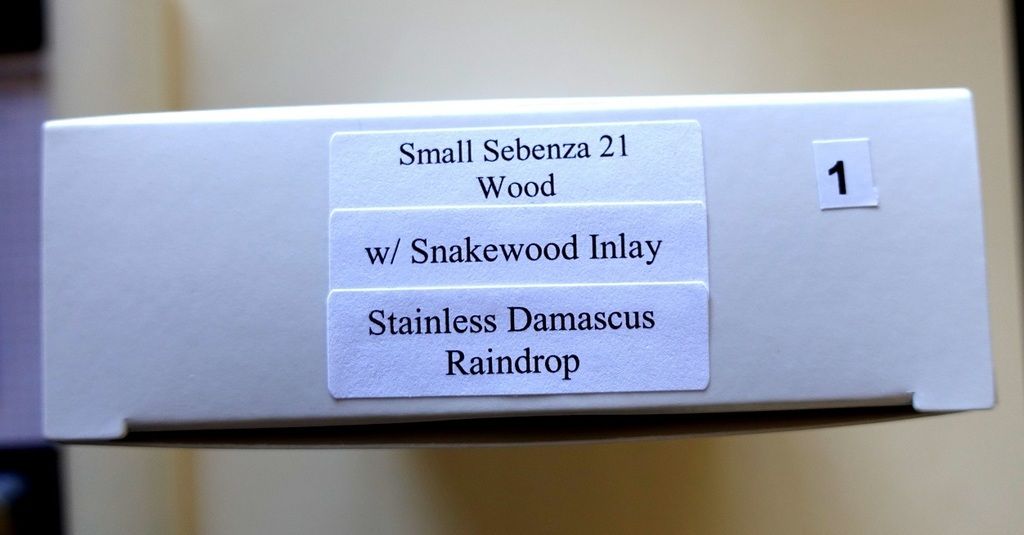 Small Sebenza 21
Wood
w/ Snakewood Inlay
Stainless Damascus
Raindrop
1